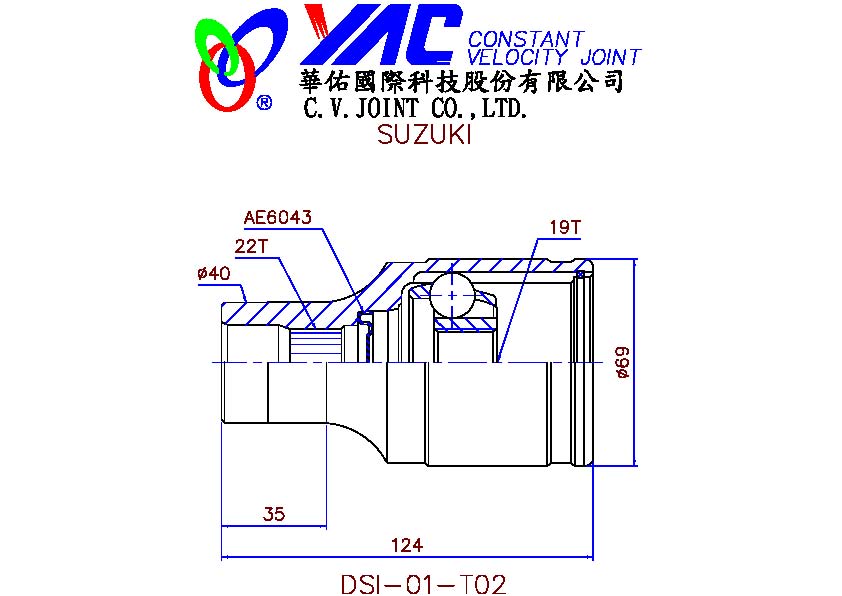 YAC CONSTANT
VELOCITY JOINT
®
華佑國際科技股份有限公司
C.V.JOINT CO.,LTD.
SUZUKI
AE6043
22T
19T
ø40
ø69
35
124
DSI-01-T02